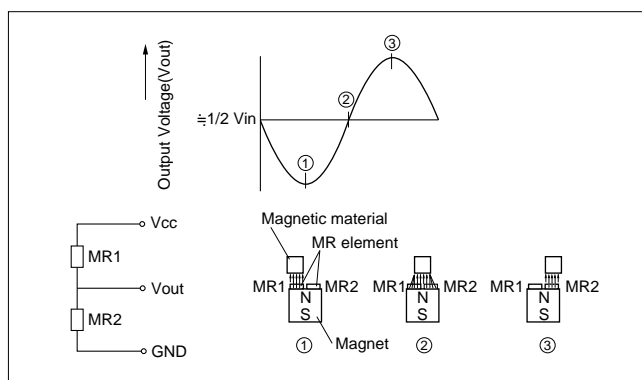 Output Voltage(Vout)
③
②
≒1/2 Vin
①
Vcc
MR1
Vout
MR2
GND
Magnetic material
MR element
MR1 MR2 MR1 MR2 MR1 MR2
N N N
S S S
Magnet
① ② ③